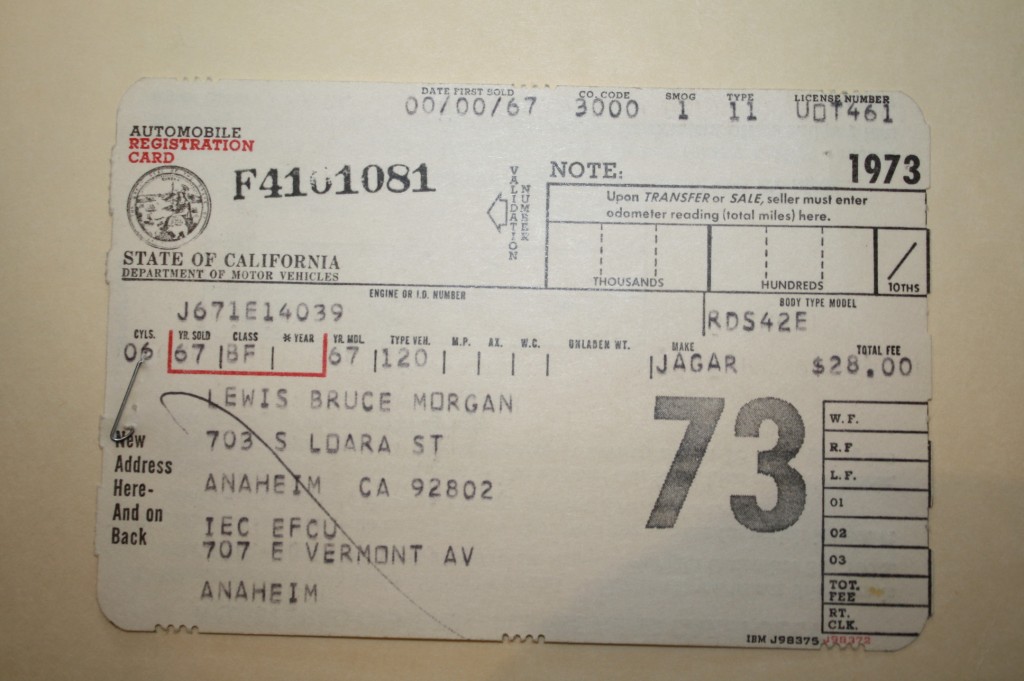 DATE FIRST SOLD CO. CODE SMOG TYPE LICENSE NUMBER
00/00/67 3000 1 11 UDT461
AUTOMOBILE
REGISTRATION
CARD
F4101081
VALIDATION
NUMBER
NOTE: 1973
Upon TRANSFER or SALE, seller must enter
odometer reading (total miles) here.
THOUSANDS HUNDREDS 10THS
STATE OF CALIFORNIA
DEPARTMENT OF MOTOR VEHICLES
ENGINE OR I.D. NUMBER BODY TYPE MODEL
J671E14039 RDS42E
CYLS. YR. SOLD CLASS YEAR YR. MDL. TYPE VEH. M.P. AX. W.C. UNLADEN WT. MAKE TOTAL FEE
06 67 BF 67 120 JAGAR $28.00
LEWIS BRUCE MORGAN
703 S LOARA ST
ANAHEIM CA 92802
IEC EFCU
707 E VERMONT AV
ANAHEIM
New
Address
Here-
And on
Back
73
W.F.
R.F
L.F.
01
02
03
TOT.
FEE
RT.
CLK.
IBM J98375